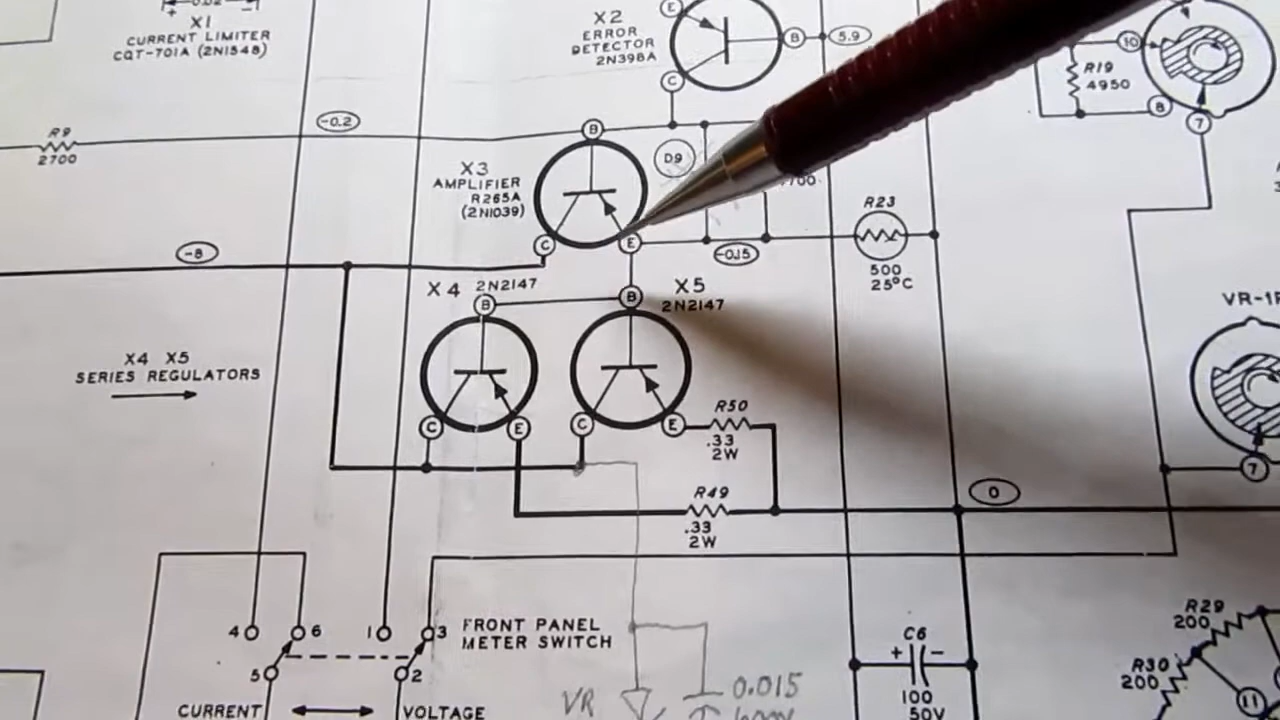 0.02
+
-
X1
CURRENT LIMITER
CQT-701A (2N1548)
X2
ERROR
DETECTOR
2N398A
E
B
5.9
C
10
R19
4950
8
7
R9
2700
-0.2
B
D9
X3
AMPLIFIER
R265A
(2N1039)
C
E
-0.15
R23
500
25°C
-8
X4
2N2147
B
B
X5
2N2147
VR-1
X4 X5
SERIES REGULATORS
C
E
C
E
R50
.33
2W
7
R49
.33
2W
0
4
6
1
3
FRONT PANEL
METER SWITCH
5
2
CURRENT
VOLTAGE
VR
0.015
C6
+
-
100
50V
R29
200
R30
200
11